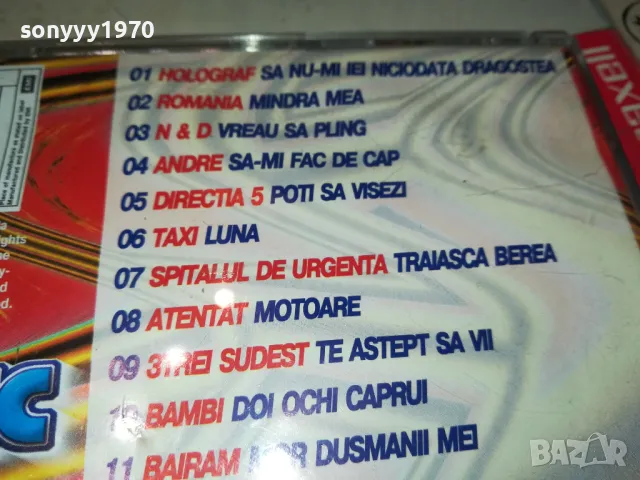 sonyyy1970
01 HOLOGRAF SA NU-MI IEI NICIODATA DRAGOSTEA
02 ROMANIA MINDRA MEA
03 N & D VREAU SA PLING
04 ANDRE SA-MI FAC DE CAP
05 DIRECTIA 5 POTI SA VISEZI
06 TAXI LUNA
07 SPITALUL DE URGENTA TRAIASCA BEREA
08 ATENTAT MOTOARE
09 3TREI SUDEST TE ASTEPT SA VII
10 BAMBI DOI OCHI CAPRUI
11 BAIRAM DUSMANII MEI
BAZAR
bg